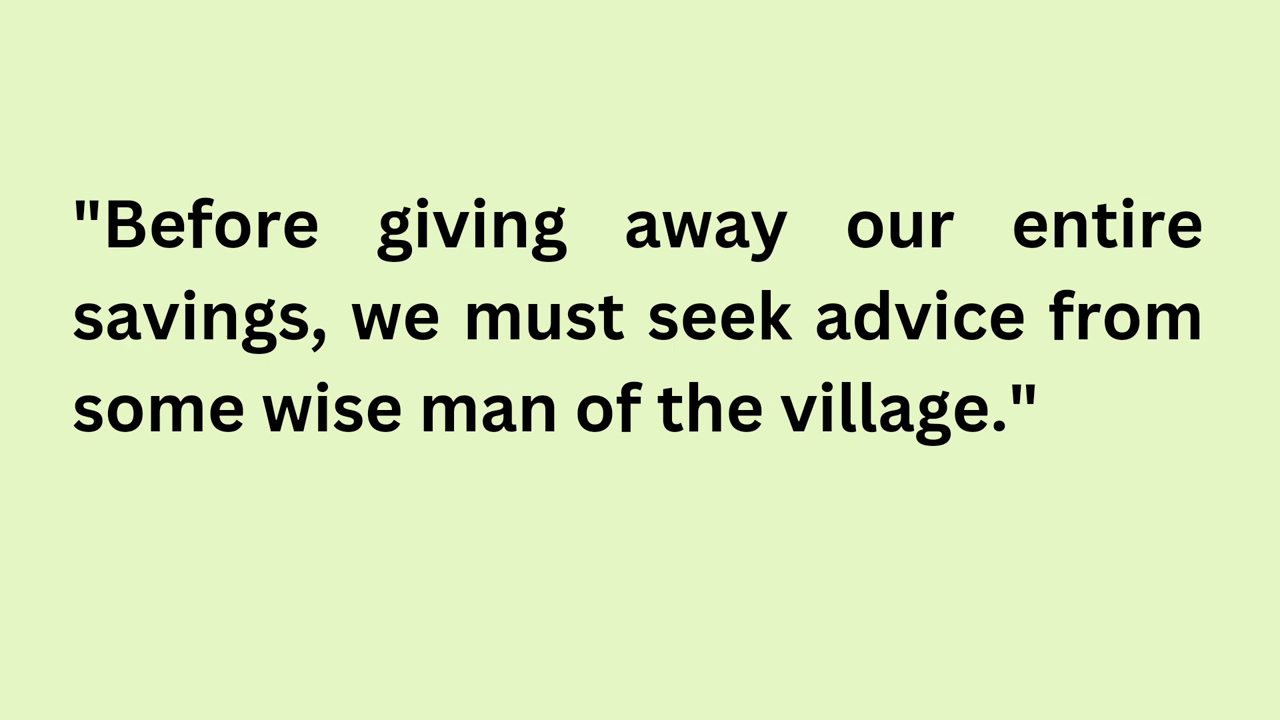 "Before giving away our entire
savings, we must seek advice from
some wise man of the village."